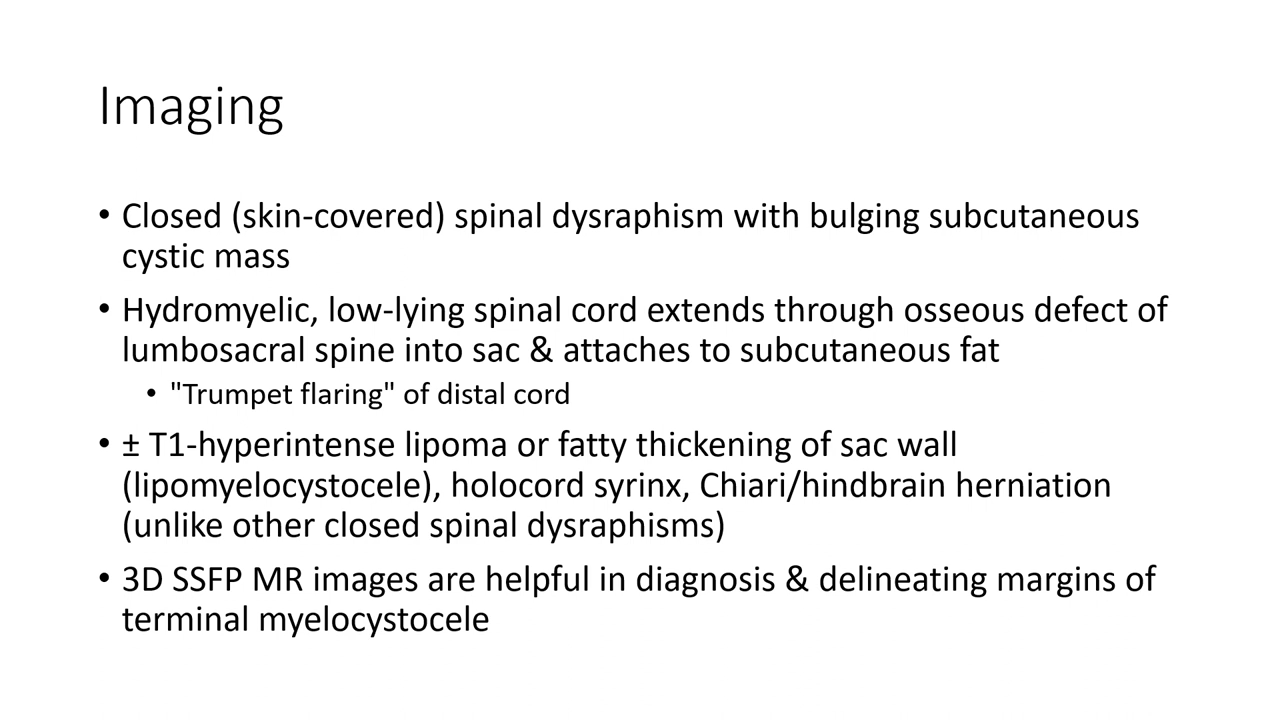 Imaging
• Closed (skin-covered) spinal dysraphism with bulging subcutaneous
cystic mass
• Hydromyelic, low-lying spinal cord extends through osseous defect of
lumbosacral spine into sac & attaches to subcutaneous fat
• "Trumpet flaring" of distal cord
• ± T1-hyperintense lipoma or fatty thickening of sac wall
(lipomyelocystocele), holocord syrinx, Chiari/hindbrain herniation
(unlike other closed spinal dysraphisms)
• 3D SSFP MR images are helpful in diagnosis & delineating margins of
terminal myelocystocele